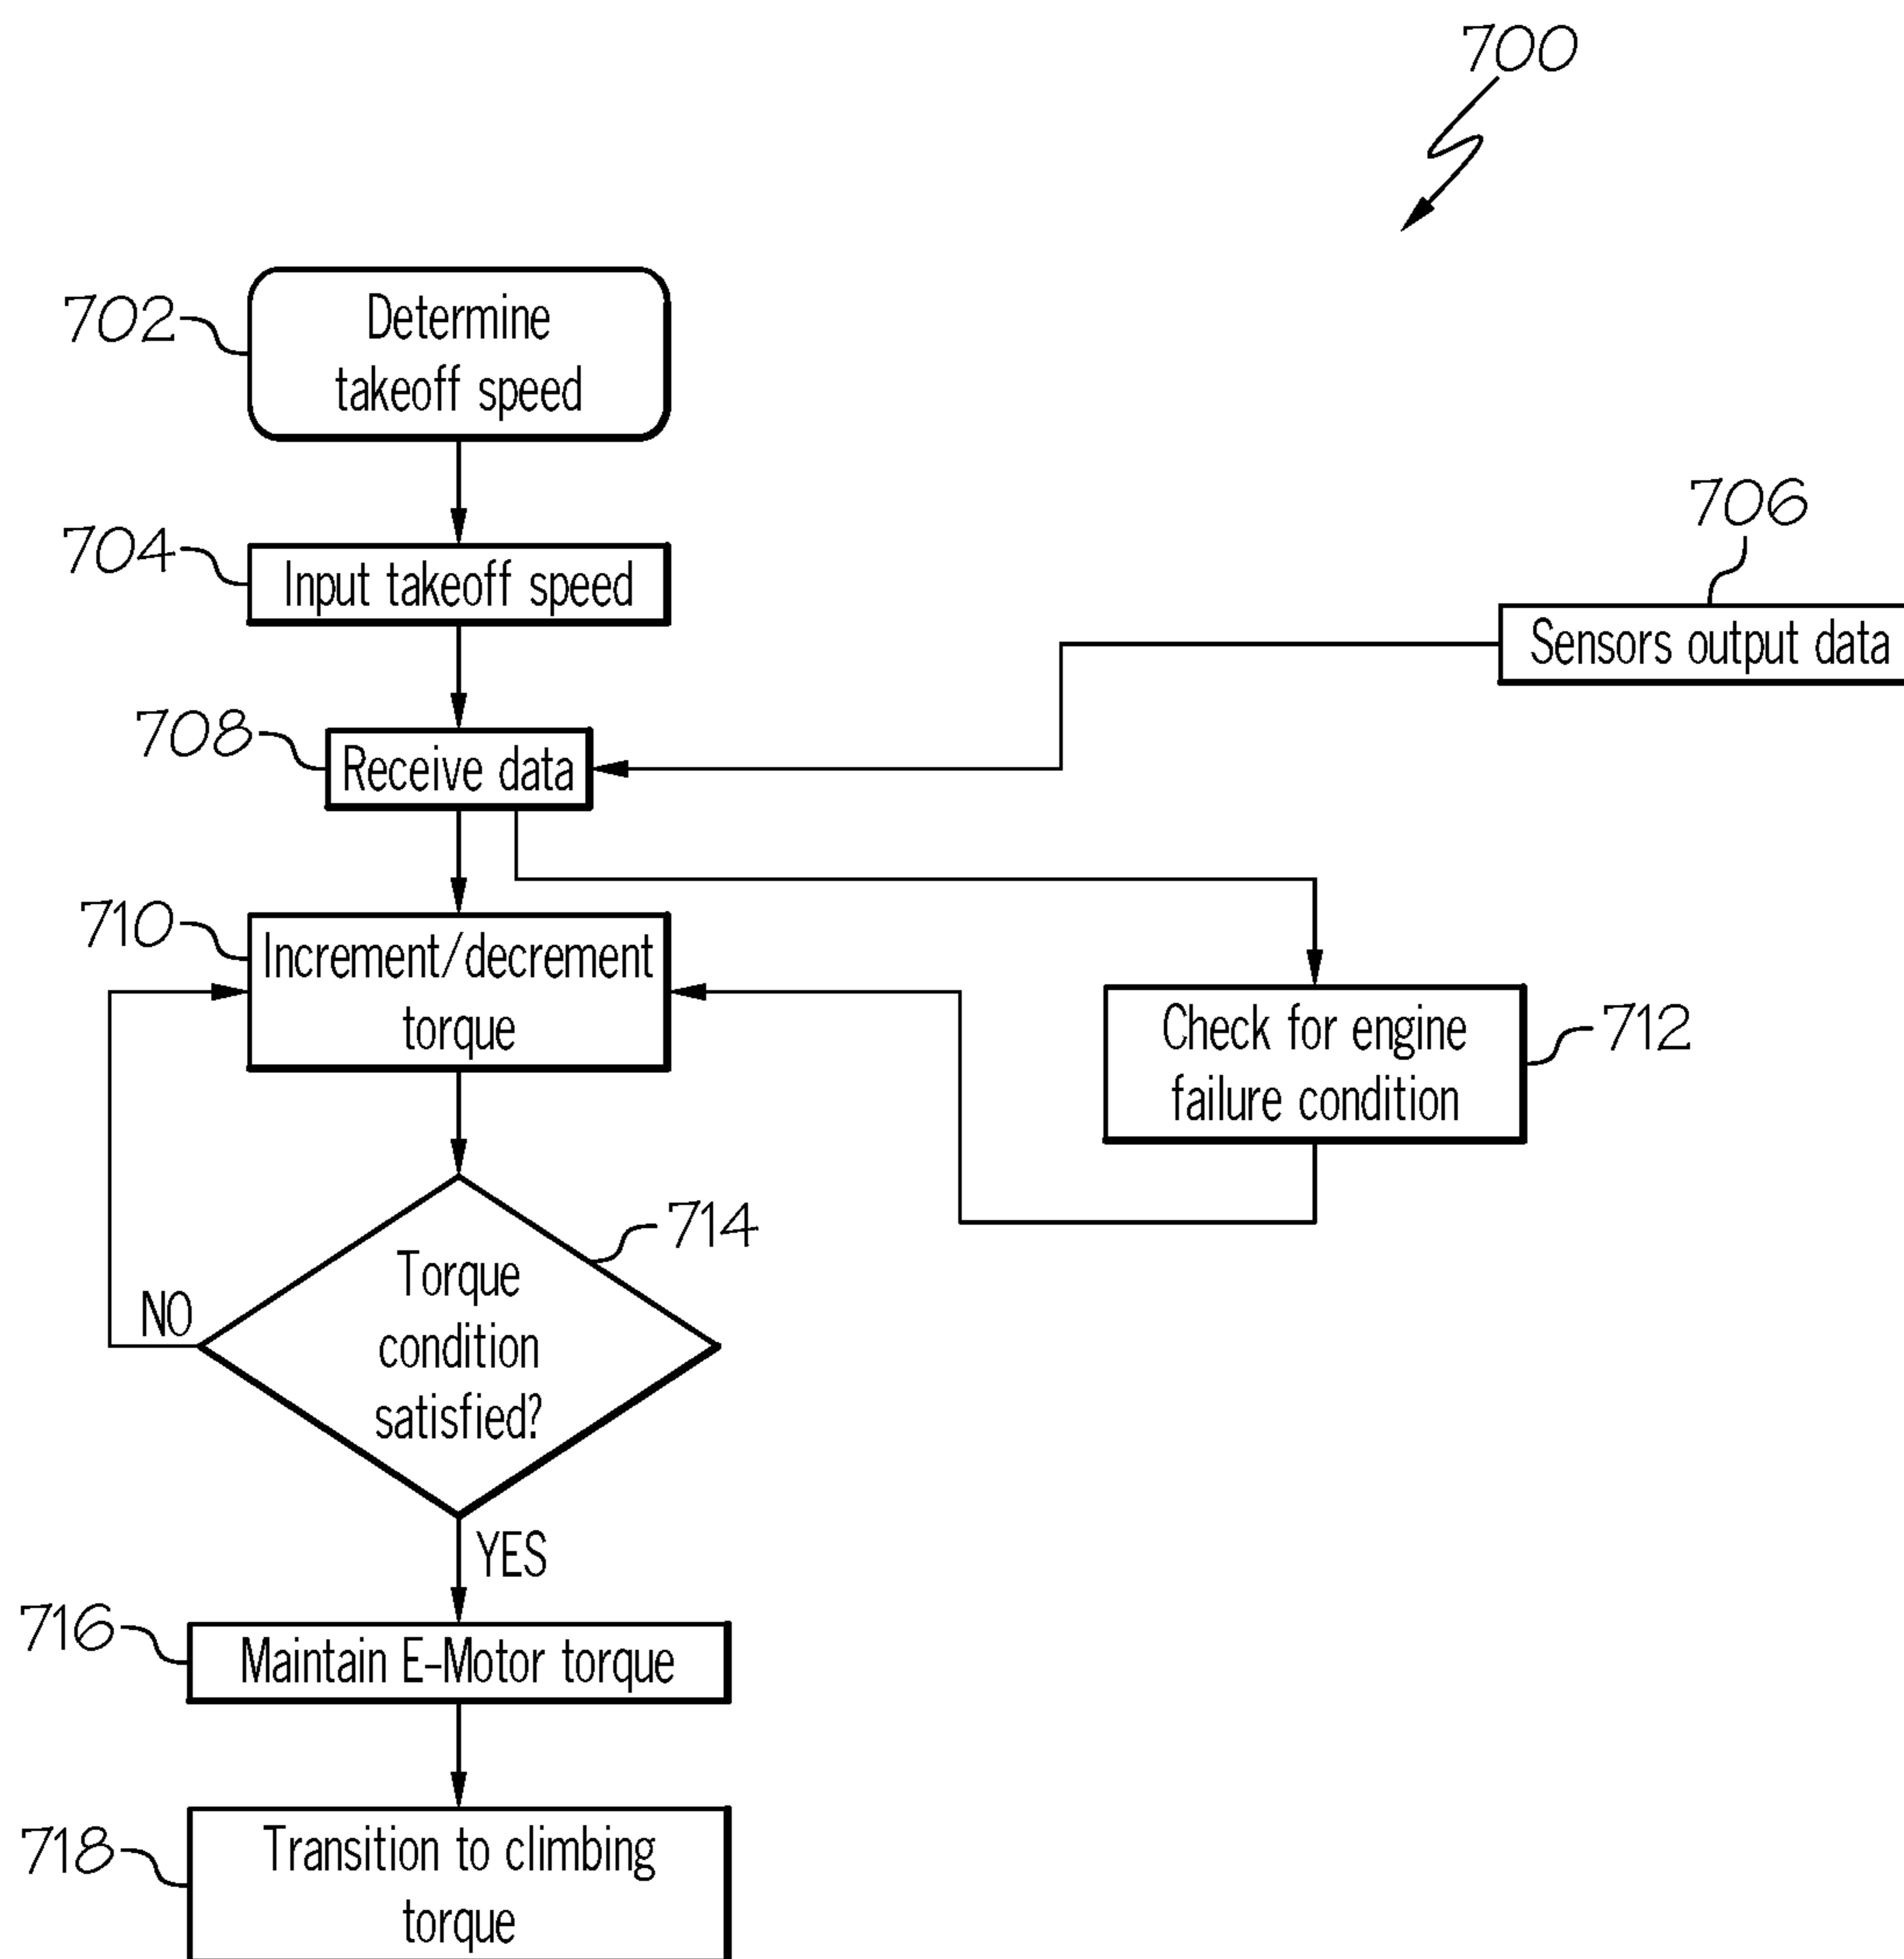 700
702
Determine
takeoff speed
704
Input takeoff speed
706
Sensors output data
708
Receive data
710
Increment/decrement
torque
712
Check for engine
failure condition
714
Torque
condition
satisfied?
NO
YES
716
Maintain E-Motor torque
718
Transition to climbing
torque